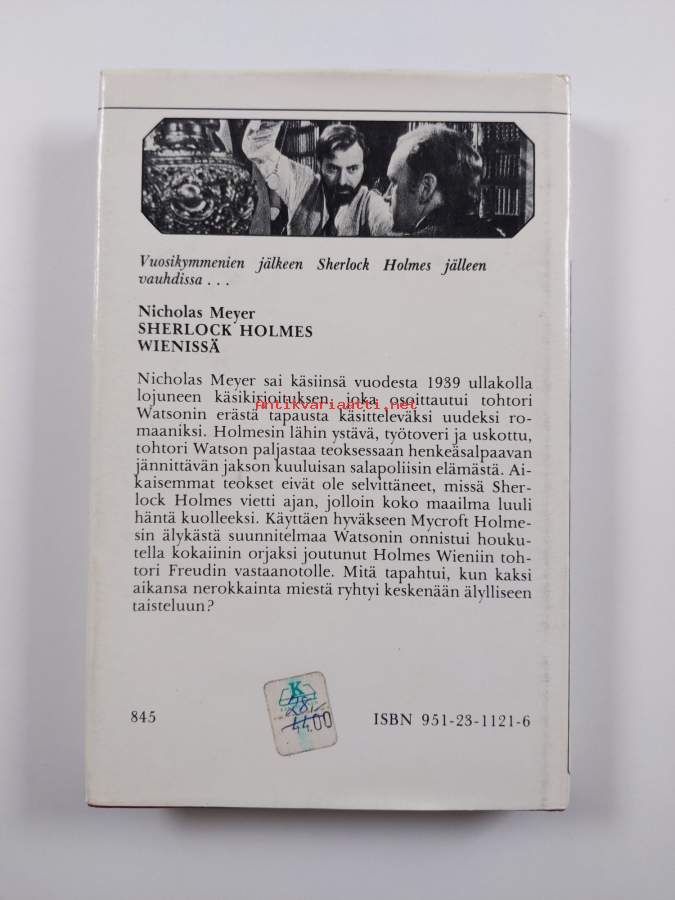 Vuosikymmenien jälkeen Sherlock Holmes jälleen
vauhdissa . . .
Nicholas Meyer
SHERLOCK HOLMES
WIENISSÄ
Nicholas Meyer sai käsiinsä vuodesta 1939 ullakolla
lojuneen käsikirjoituksen, joka osoittautui tohtori
Antikvariaatti.net
Watsonin erästä tapausta käsitteleväksi uudeksi ro-
maaniksi. Holmesin lähin ystävä, työtoveri ja uskottu,
tohtori Watson paljastaa teoksessaan henkeäsalpaavan
jännittävän jakson kuuluisan salapoliisin elämästä. Ai-
kaisemmat teokset eivät ole selvittäneet, missä Sher-
lock Holmes vietti ajan, jolloin koko maailma luuli
häntä kuolleeksi. Käyttäen hyväkseen Mycroft Holme-
sin älykästä suunnitelmaa Watsonin onnistui houku-
tella kokaiinin orjaksi joutunut Holmes Wieniin toh-
tori Freudin vastaanotolle. Mitä tapahtui, kun kaksi
aikansa nerokkainta miestä ryhtyi keskenään älylliseen
taisteluun?
K
28,-
44.00
845
ISBN 951-23-1121-6